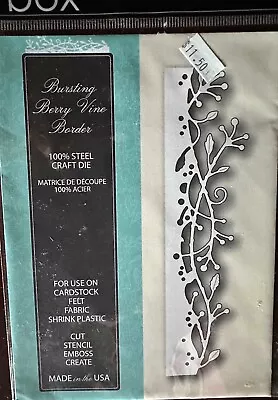 box
$11.50
Bursting
Berry Vine
Border
100% STEEL
CRAFT DIE
MATRICE DE DÉCOUPE
100% ACIER
FOR USE ON
CARDSTOCK
FELT
FABRIC
SHRINK PLASTIC
CUT
STENCIL
EMBOSS
CREATE
MADE in the USA